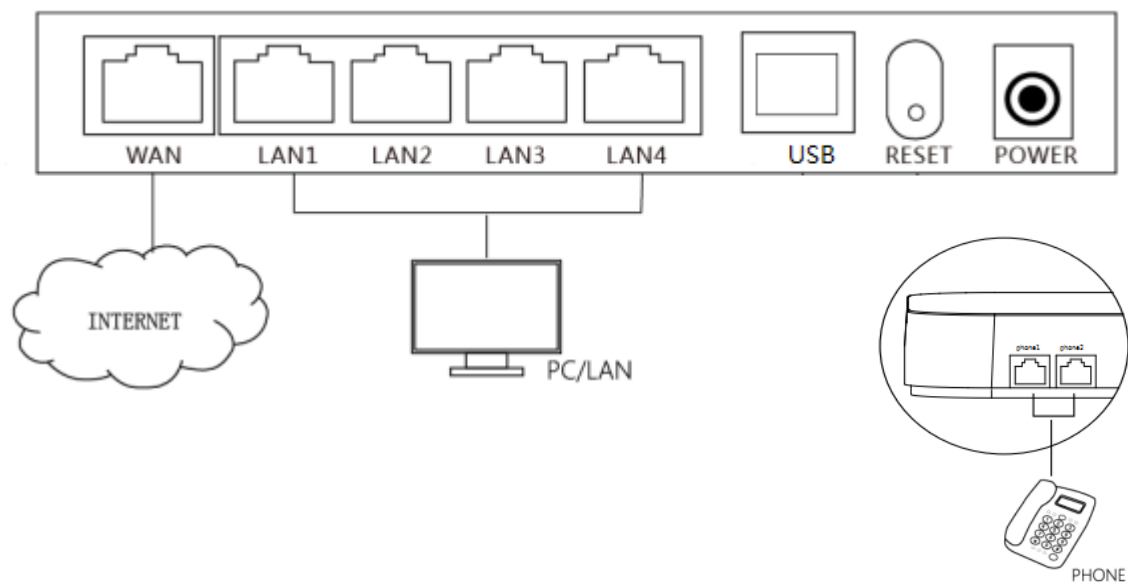 WAN LAN1 LAN2 LAN3 LAN4 USB RESET POWER
INTERNET
PC/LAN
phone1 phone2
PHONE